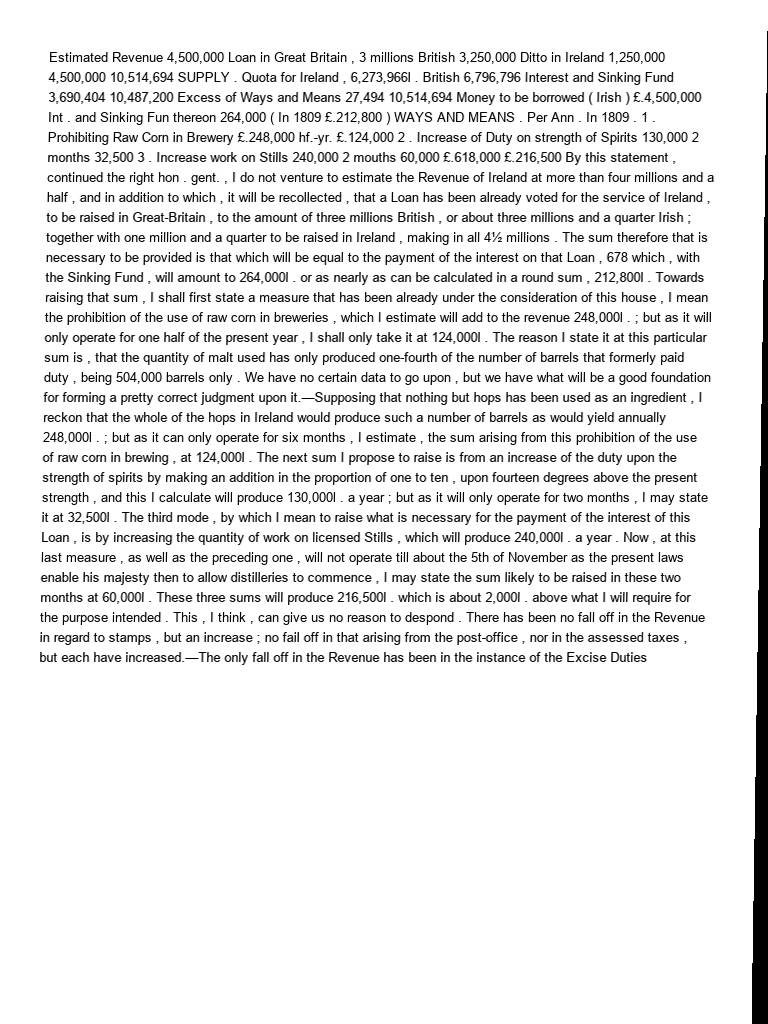 Estimated Revenue 4,500,000 Loan in Great Britain , 3 millions British 3,250,000 Ditto in Ireland 1,250,000
4,500,000 10,514,694 SUPPLY . Quota for Ireland , 6,273,966l . British 6,796,796 Interest and Sinking Fund
3,690,404 10,487,200 Excess of Ways and Means 27,494 10,514,694 Money to be borrowed ( Irish ) £.4,500,000
Int . and Sinking Fun thereon 264,000 ( In 1809 £.212,800 ) WAYS AND MEANS . Per Ann . In 1809 . 1 .
Prohibiting Raw Corn in Brewery £.248,000 hf.-yr. £.124,000 2 . Increase of Duty on strength of Spirits 130,000 2
months 32,500 3 . Increase work on Stills 240,000 2 mouths 60,000 £.618,000 £.216,500 By this statement ,
continued the right hon . gent. , I do not venture to estimate the Revenue of Ireland at more than four millions and a
half , and in addition to which , it will be recollected , that a Loan has been already voted for the service of Ireland ,
to be raised in Great-Britain , to the amount of three millions British , or about three millions and a quarter Irish ;
together with one million and a quarter to be raised in Ireland , making in all 4½ millions . The sum therefore that is
necessary to be provided is that which will be equal to the payment of the interest on that Loan , 678 which , with
the Sinking Fund , will amount to 264,000l . or as nearly as can be calculated in a round sum , 212,800l . Towards
raising that sum , I shall first state a measure that has been already under the consideration of this house , I mean
the prohibition of the use of raw corn in breweries , which I estimate will add to the revenue 248,000l . ; but as it will
only operate for one half of the present year , I shall only take it at 124,000l . The reason I state it at this particular
sum is , that the quantity of malt used has only produced one-fourth of the number of barrels that formerly paid
duty , being 504,000 barrels only . We have no certain data to go upon , but we have what will be a good foundation
for forming a pretty correct judgment upon it.—Supposing that nothing but hops has been used as an ingredient , I
reckon that the whole of the hops in Ireland would produce such a number of barrels as would yield annually
248,000l . ; but as it can only operate for six months , I estimate , the sum arising from this prohibition of the use
of raw corn in brewing , at 124,000l . The next sum I propose to raise is from an increase of the duty upon the
strength of spirits by making an addition in the proportion of one to ten , upon fourteen degrees above the present
strength , and this I calculate will produce 130,000l . a year ; but as it will only operate for two months , I may state
it at 32,500l . The third mode , by which I mean to raise what is necessary for the payment of the interest of this
Loan , is by increasing the quantity of work on licensed Stills , which will produce 240,000l . a year . Now , at this
last measure , as well as the preceding one , will not operate till about the 5th of November as the present laws
enable his majesty then to allow distilleries to commence , I may state the sum likely to be raised in these two
months at 60,000l . These three sums will produce 216,500l . which is about 2,000l . above what I will require for
the purpose intended . This , I think , can give us no reason to despond . There has been no fall off in the Revenue
in regard to stamps , but an increase ; no fail off in that arising from the post-office , nor in the assessed taxes ,
but each have increased.—The only fall off in the Revenue has been in the instance of the Excise Duties